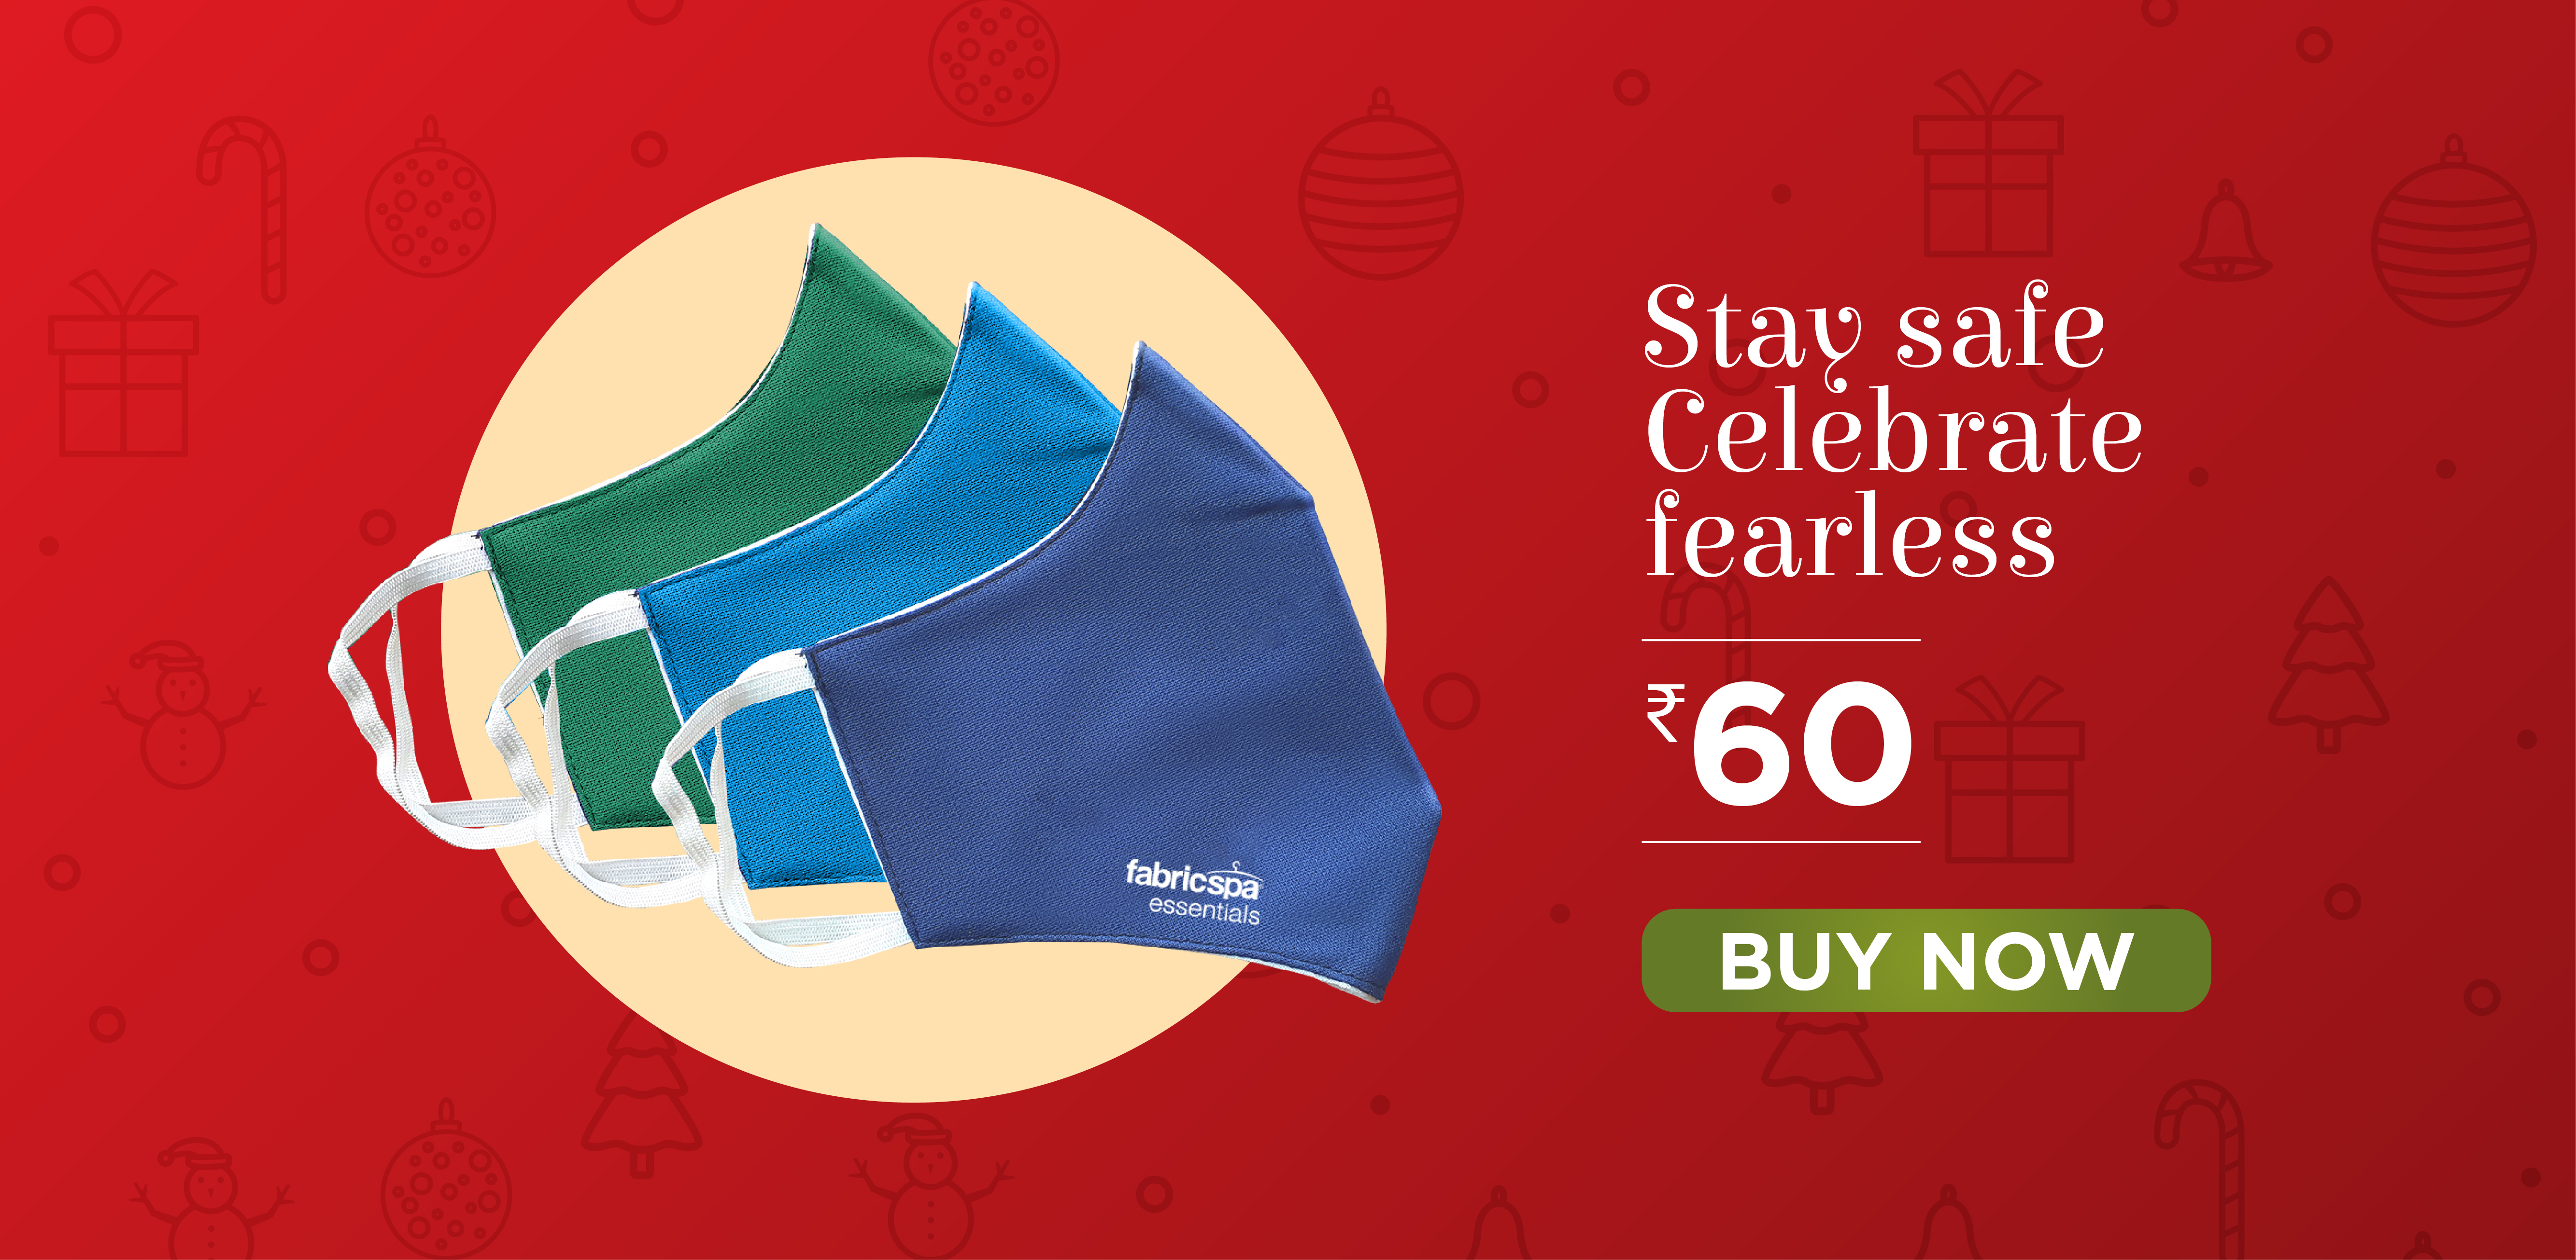 Stay safe
Celebrate
fearless
₹60
BUY NOW
fabricspa
essentials